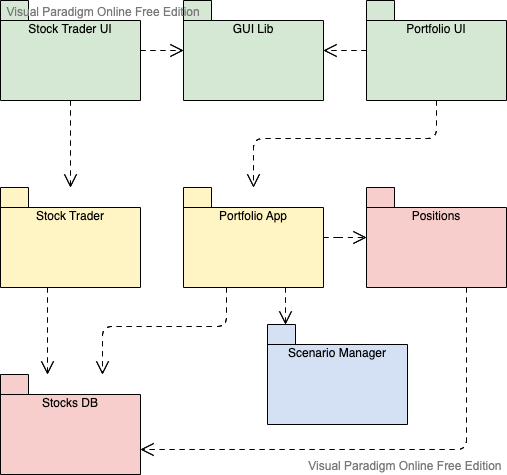 Visual Paradigm Online Free Edition
Stock Trader UI
GUI Lib
Portfolio UI
Stock Trader
Portfolio App
Positions
Scenario Manager
Stocks DB
Visual Paradigm Online Free Edition